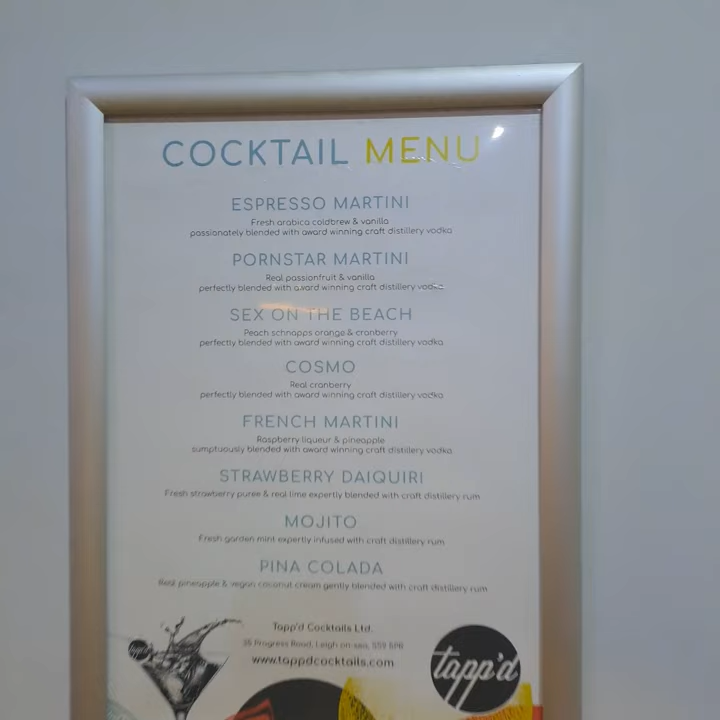 COCKTAIL MENU
ESPRESSO MARTINI
Fresh arabica coldbrew & vanilla
passionately blended with award winning craft distillery vodka
PORNSTAR MARTINI
Real passionfruit & vanilla
perfectly blended with award winning craft distillery vodka
SEX ON THE BEACH
Peach schnapps orange & cranberry
perfectly blended with award winning craft distillery vodka
COSMO
Real cranberry
perfectly blended with award winning craft distillery vodka
FRENCH MARTINI
Raspberry liqueur & pineapple
sumptuously blended with award winning craft distillery vodka
STRAWBERRY DAIQUIRI
Fresh strawberry puree & real lime expertly blended with craft distillery rum
MOJITO
Fresh garden mint expertly infused with craft distillery rum
PINA COLADA
Real pineapple & vegan coconut cream gently blended with craft distillery rum
Tapp'd Cocktails Ltd.
35 Progress Road, Leigh-on-sea, SS9 5PR
www.tappdcocktails.com
tapp'd
tapp'd